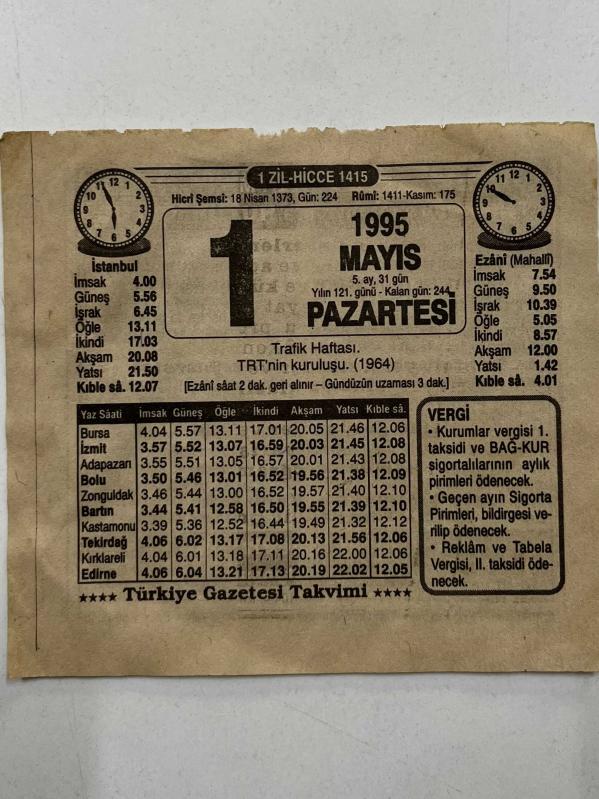 1 ZİL-HİCCE 1415
Hicrî Şemsi: 18 Nisan 1373, Gün: 224 Rûmî: 1411-Kasım: 175
1
1995
MAYIS
5. ay, 31 gün
Yılın 121. günü - Kalan gün: 244
PAZARTESİ
İstanbul
İmsak 4.00
Güneş 5.56
İşrak 6.45
Öğle 13.11
İkindi 17.03
Akşam 20.08
Yatsı 21.50
Kıble sâ. 12.07
Ezânî (Mahallî)
İmsak 7.54
Güneş 9.50
İşrak 10.39
Öğle 5.05
İkindi 8.57
Akşam 12.00
Yatsı 1.42
Kıble sâ. 4.01
Trafik Haftası.
TRT'nin kuruluşu. (1964)
[Ezânî sâat 2 dak. geri alınır – Gündüzün uzaması 3 dak.]
Yaz Sâati İmsak Güneş Öğle İkindi Akşam Yatsı Kıble sâ.
Bursa 4.04 5.57 13.11 17.01 20.05 21.46 12.06
İzmit 3.57 5.52 13.07 16.59 20.03 21.45 12.08
Adapazarı 3.55 5.51 13.05 16.57 20.01 21.43 12.08
Bolu 3.50 5.46 13.01 16.52 19.56 21.38 12.09
Zonguldak 3.46 5.44 13.00 16.52 19.57 21.40 12.10
Bartın 3.44 5.41 12.58 16.50 19.55 21.39 12.10
Kastamonu 3.39 5.36 12.52 16.44 19.49 21.32 12.12
Tekirdağ 4.06 6.02 13.17 17.08 20.13 21.56 12.06
Kırklareli 4.04 6.01 13.18 17.11 20.16 22.00 12.06
Edirne 4.06 6.04 13.21 17.13 20.19 22.02 12.05
★★★★ Türkiye Gazetesi Takvimi ★★★★
VERGİ
• Kurumlar vergisi 1.
taksidi ve BAĞ-KUR
sigortalılarının aylık
pirimleri ödenecek.
• Geçen ayın Sigorta
Pirimleri, bildirgesi ve-
rilip ödenecek.
• Reklâm ve Tabela
Vergisi, II. taksidi öde-
necek.